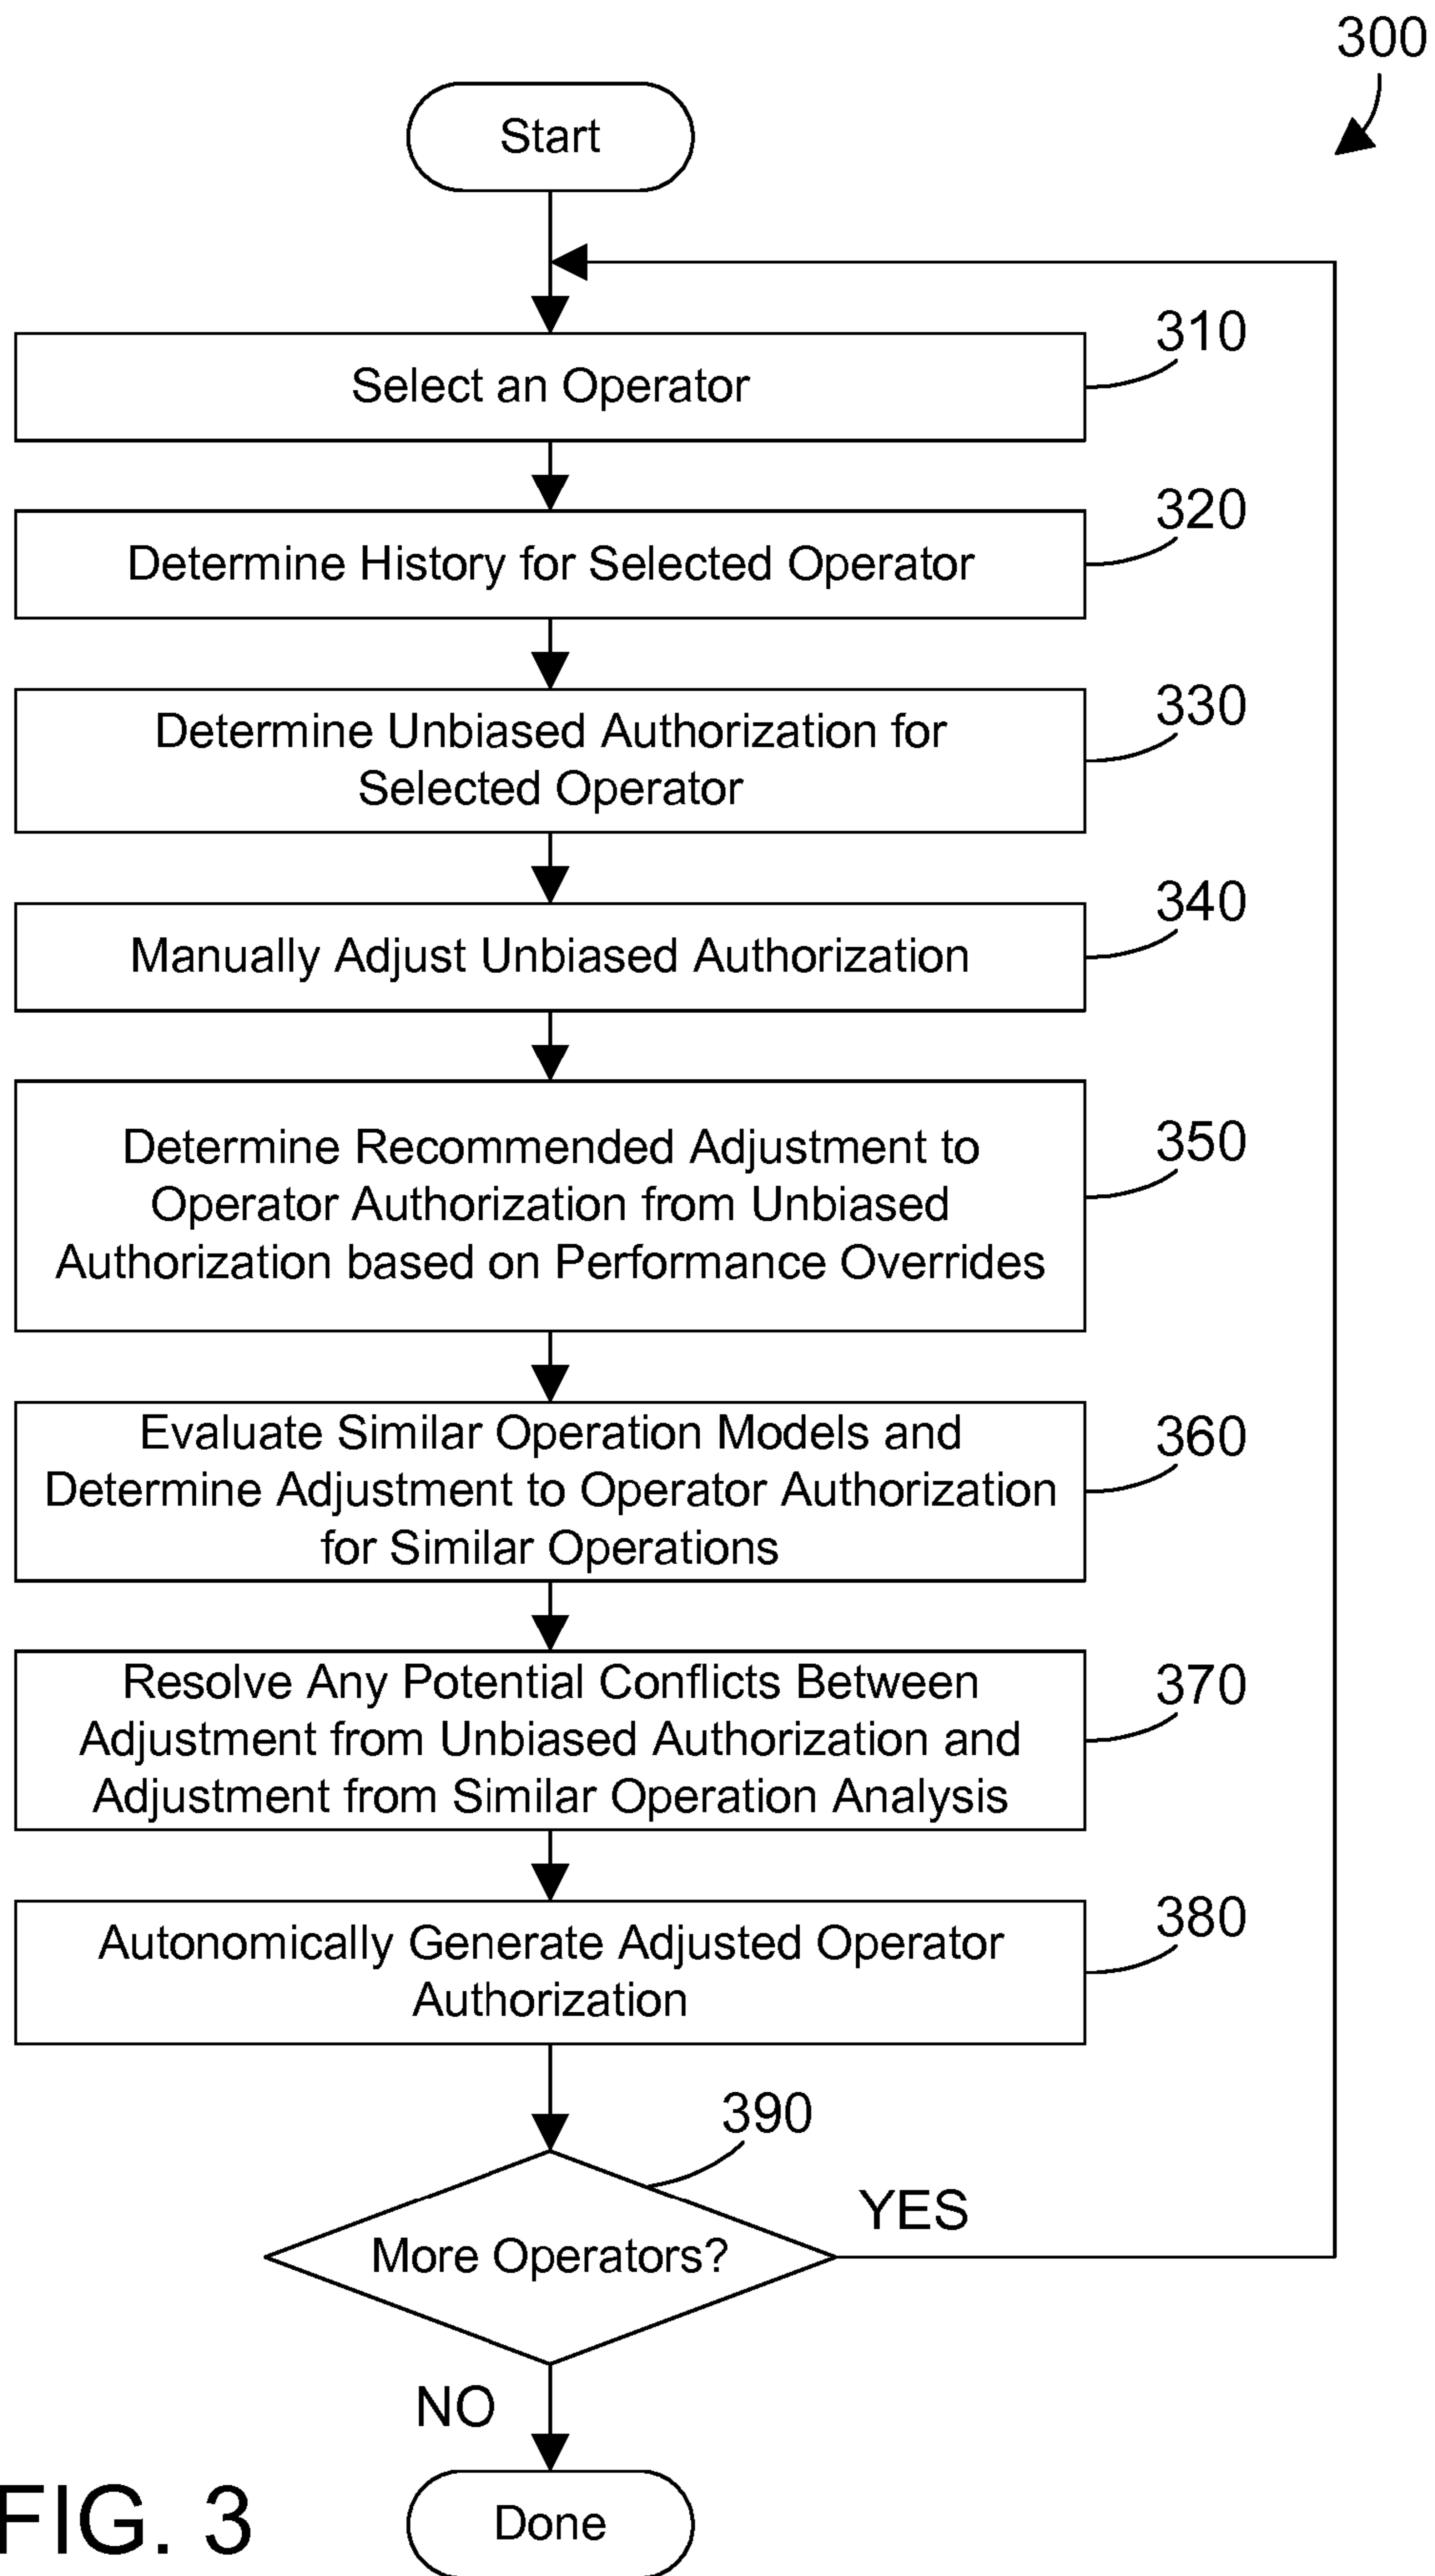 300
Start
310
Select an Operator
320
Determine History for Selected Operator
330
Determine Unbiased Authorization for
Selected Operator
340
Manually Adjust Unbiased Authorization
350
Determine Recommended Adjustment to
Operator Authorization from Unbiased
Authorization based on Performance Overrides
360
Evaluate Similar Operation Models and
Determine Adjustment to Operator Authorization
for Similar Operations
370
Resolve Any Potential Conflicts Between
Adjustment from Unbiased Authorization and
Adjustment from Similar Operation Analysis
380
Autonomically Generate Adjusted Operator
Authorization
390
More Operators?
YES
NO
Done
FIG. 3